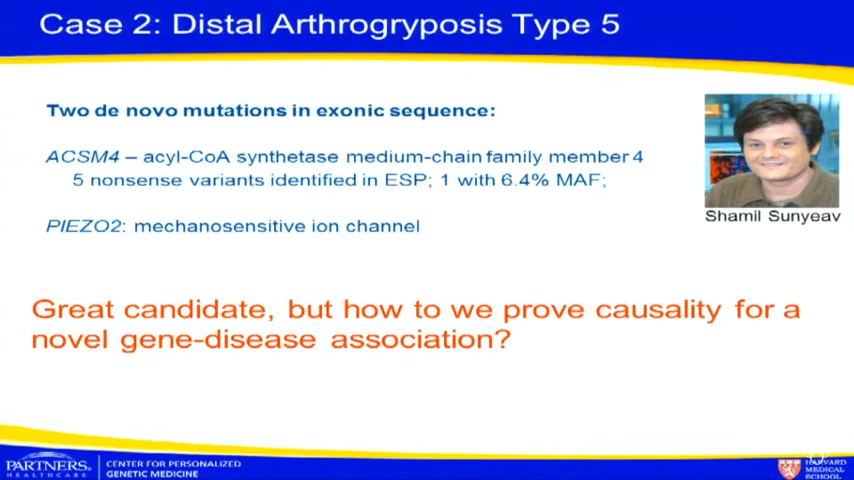 Case 2: Distal Arthrogryposis Type 5
Two de novo mutations in exonic sequence:
ACSM4 – acyl-CoA synthetase medium-chain family member 4
5 nonsense variants identified in ESP; 1 with 6.4% MAF;
PIEZO2: mechanosensitive ion channel
Shamil Sunyeav
Great candidate, but how to we prove causality for a
novel gene-disease association?
PARTNERS.
HEALTHCARE
CENTER FOR PERSONALIZED
GENETIC MEDICINE
HARVARD
MEDICAL
SCHOOL